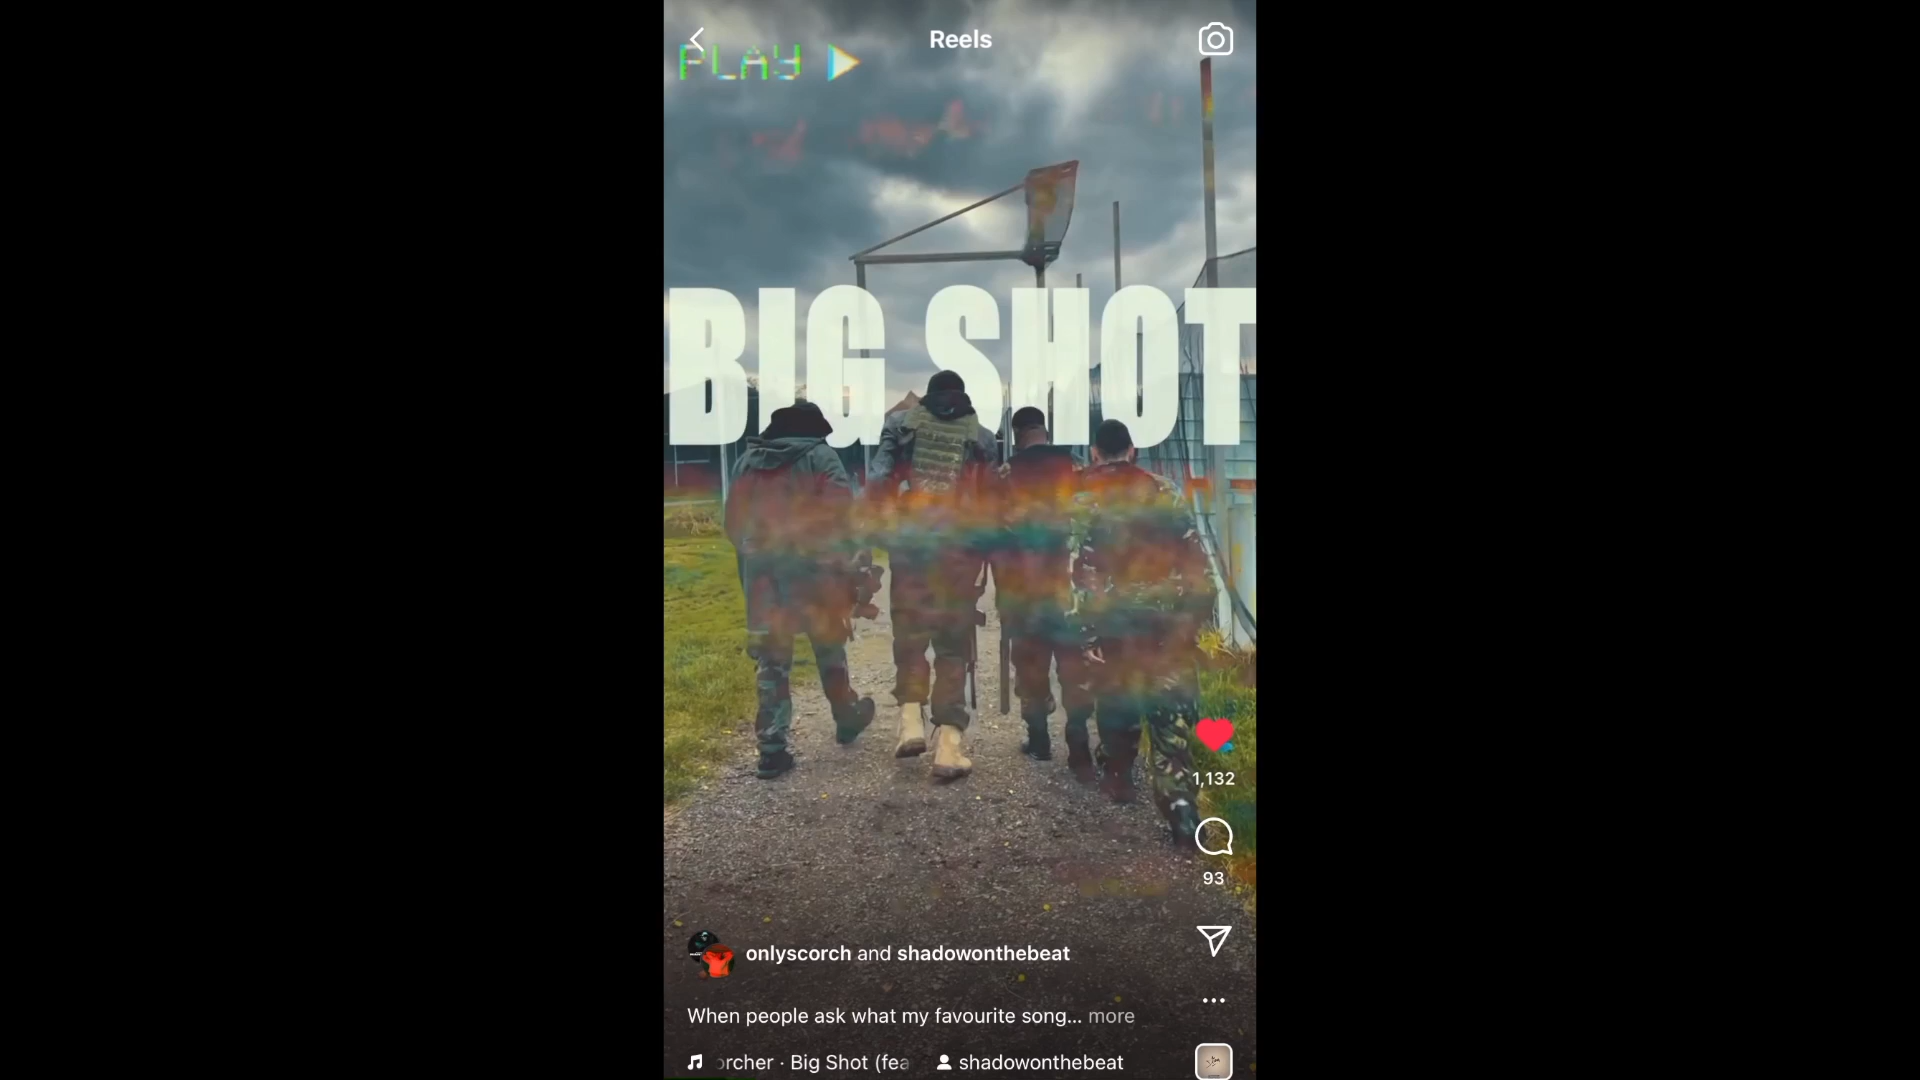 Reels
PLAY
BIG SHOT
1,132
93
onlyscorch and shadowonthebeat
When people ask what my favourite song... more
orcher · Big Shot (fea
shadowonthebeat